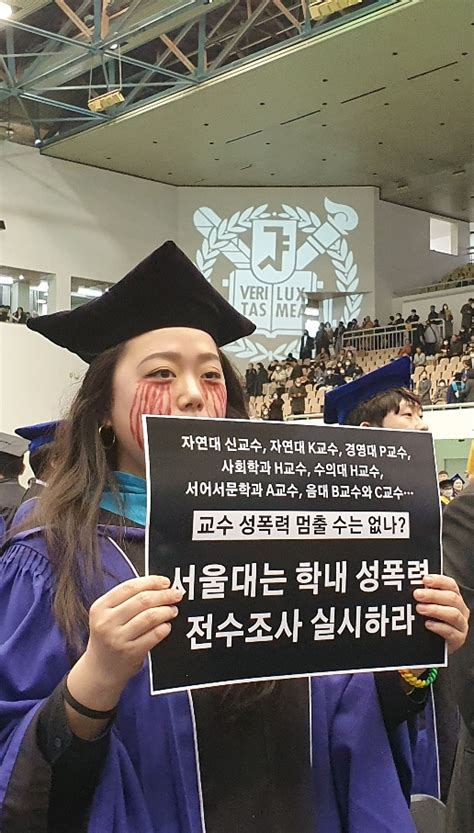 VERI LUX
TAS MEA
자연대 신교수, 자연대 K교수, 경영대 P교수,
사회학과 H교수, 수의대 H교수,
서어서문학과 A교수, 음대 B교수와 C교수…
교수 성폭력 멈출 수는 없나?
서울대는 학내 성폭력
전수조사 실시하라